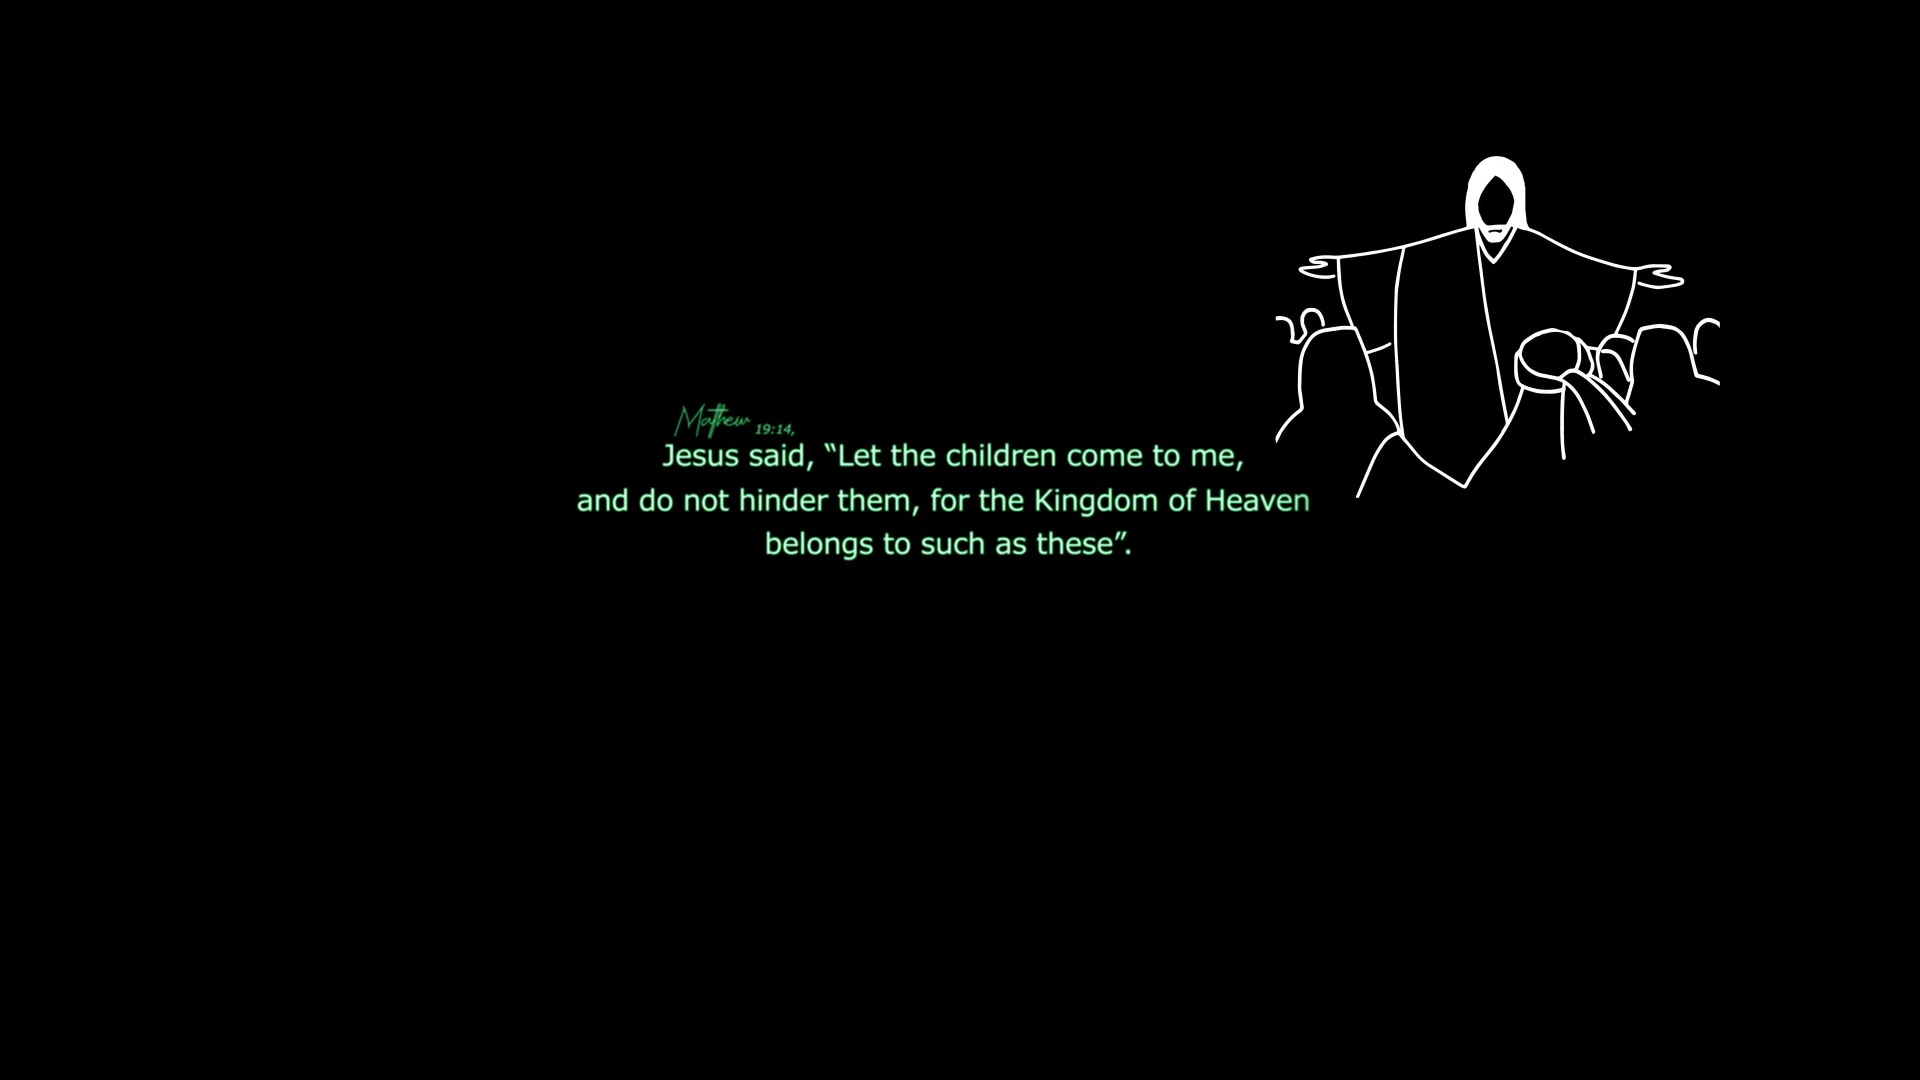 Mathew 19:14,
Jesus said, “Let the children come to me,
and do not hinder them, for the Kingdom of Heaven
belongs to such as these”.